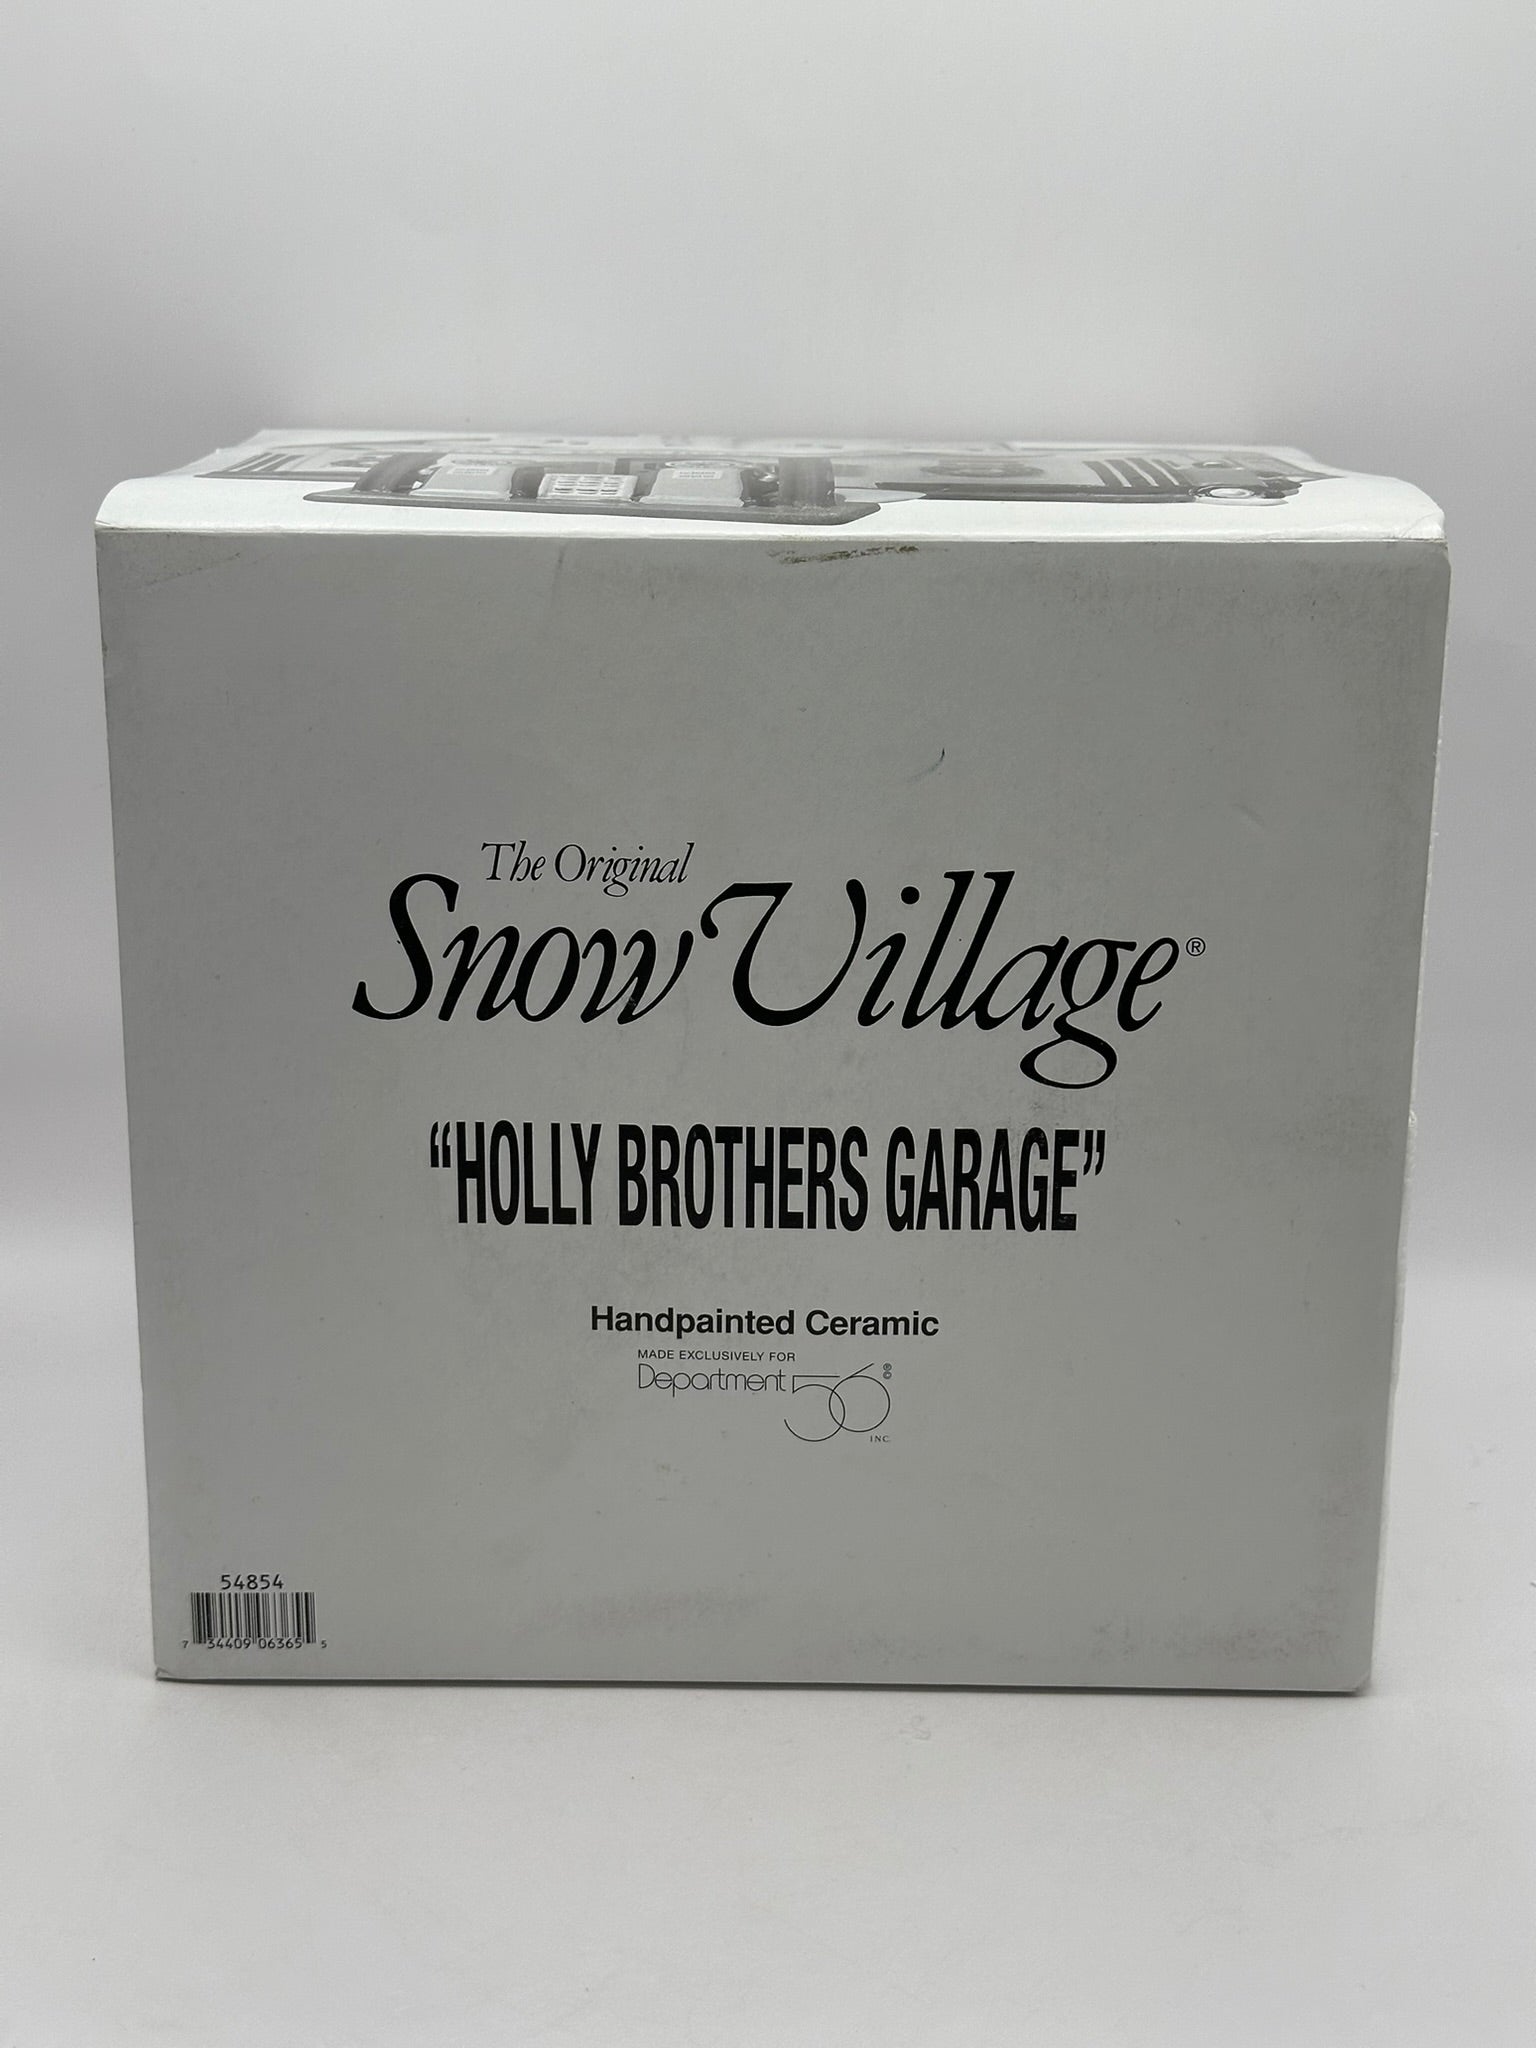 The Original
Snow Village®
"HOLLY BROTHERS GARAGE"
Handpainted Ceramic
MADE EXCLUSIVELY FOR
Department 56 ® ©
INC.
54854
7 34409 06365 5